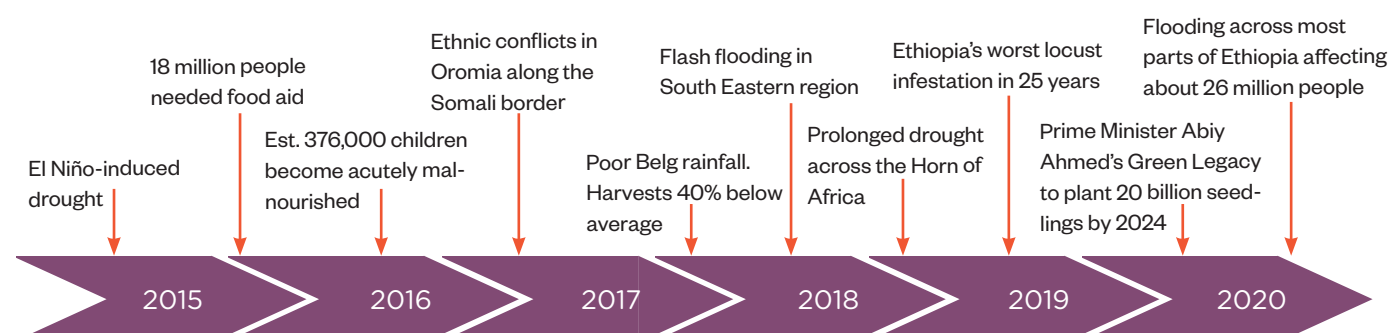 El Niño-induced
drought
18 million people
needed food aid
Est. 376,000 children
become acutely mal-
nourished
Ethnic conflicts in
Oromia along the
Somali border
Poor Belg rainfall.
Harvests 40% below
average
Flash flooding in
South Eastern region
Prolonged drought
across the Horn of
Africa
Ethiopia’s worst locust
infestation in 25 years
Prime Minister Abiy
Ahmed’s Green Legacy
to plant 20 billion seed-
lings by 2024
Flooding across most
parts of Ethiopia affecting
about 26 million people
2015
2016
2017
2018
2019
2020